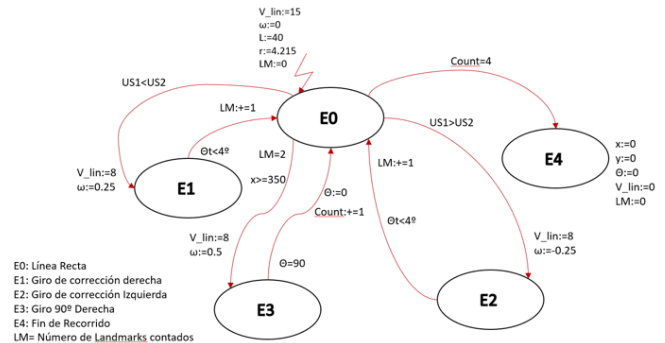 V_lin:=15
ω:=0
L:=40
r:=4.215
LM:=0
Count=4
US1<US2
LM:+=1
E0
US1>US2
Θt<4º
LM=2
LM:+=1
E4
x:=0
y:=0
Θ:=0
V_lin:=0
LM:=0
x>=350
V_lin:=8
ω:=0.25
E1
Θ:=0
Count:+=1
Θt<4º
V_lin:=8
ω:=0.5
V_lin:=8
ω:=-0.25
Θ=90
E3
E2
E0: Línea Recta
E1: Giro de corrección derecha
E2: Giro de corrección Izquierda
E3: Giro 90º Derecha
E4: Fin de Recorrido
LM= Número de Landmarks contados